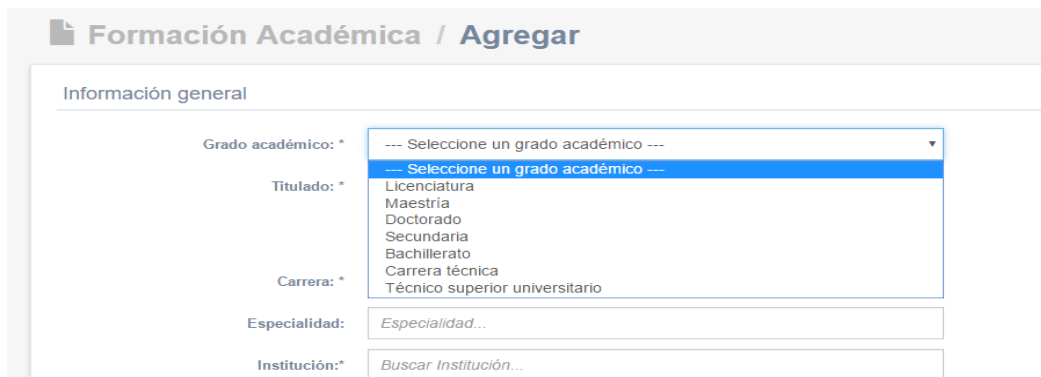 Formación Académica / Agregar
Información general
Grado académico: * --- Seleccione un grado académico ---
--- Seleccione un grado académico ---
Titulado: * Licenciatura
Maestría
Doctorado
Secundaria
Bachillerato
Carrera técnica
Carrera: * Técnico superior universitario
Especialidad: Especialidad...
Institución:* Buscar Institución...